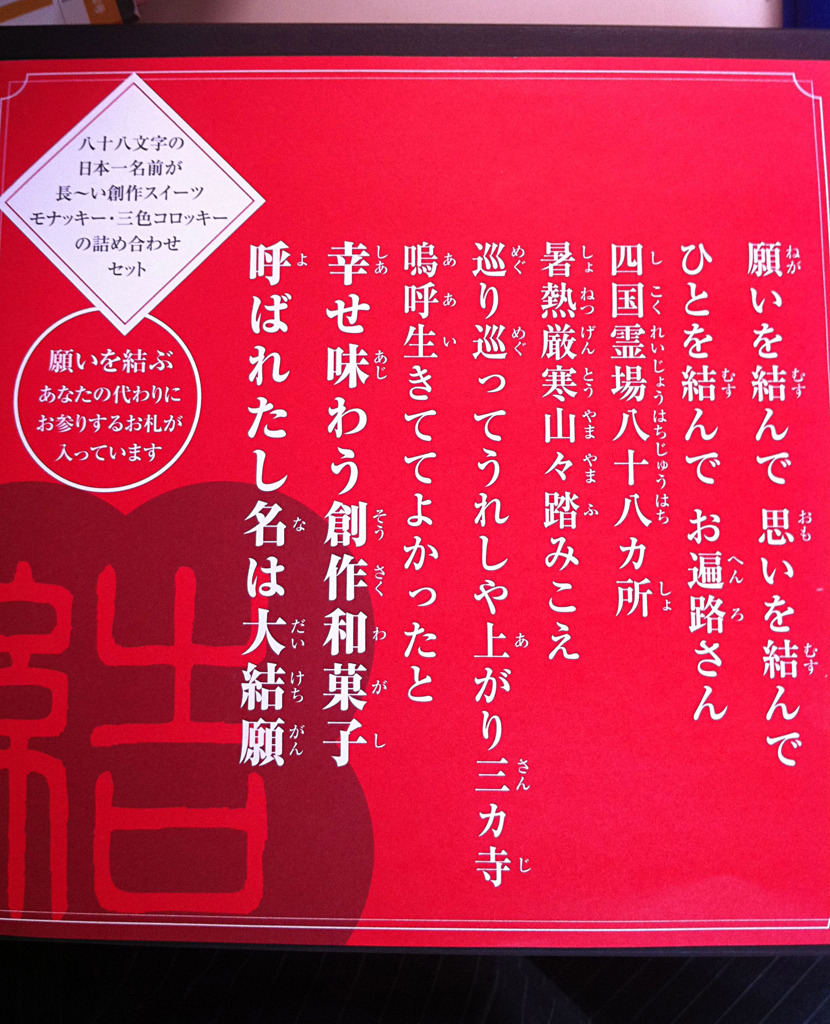 八十八文字の
日本一名前が
長〜い創作スイーツ
モナッキー・三色コロッキー
の詰め合わせ
セット
願いを結ぶ
あなたの代わりに
お参りするお札が
入っています
願いを結んで 思いを結んで
ひとを結んで お遍路さん
四国霊場八十八カ所
暑熱厳寒山々踏みこえ
巡り巡ってうれしや上がり三カ寺
嗚呼生きててよかったと
幸せ味わう創作和菓子
呼ばれたし名は大結願
結